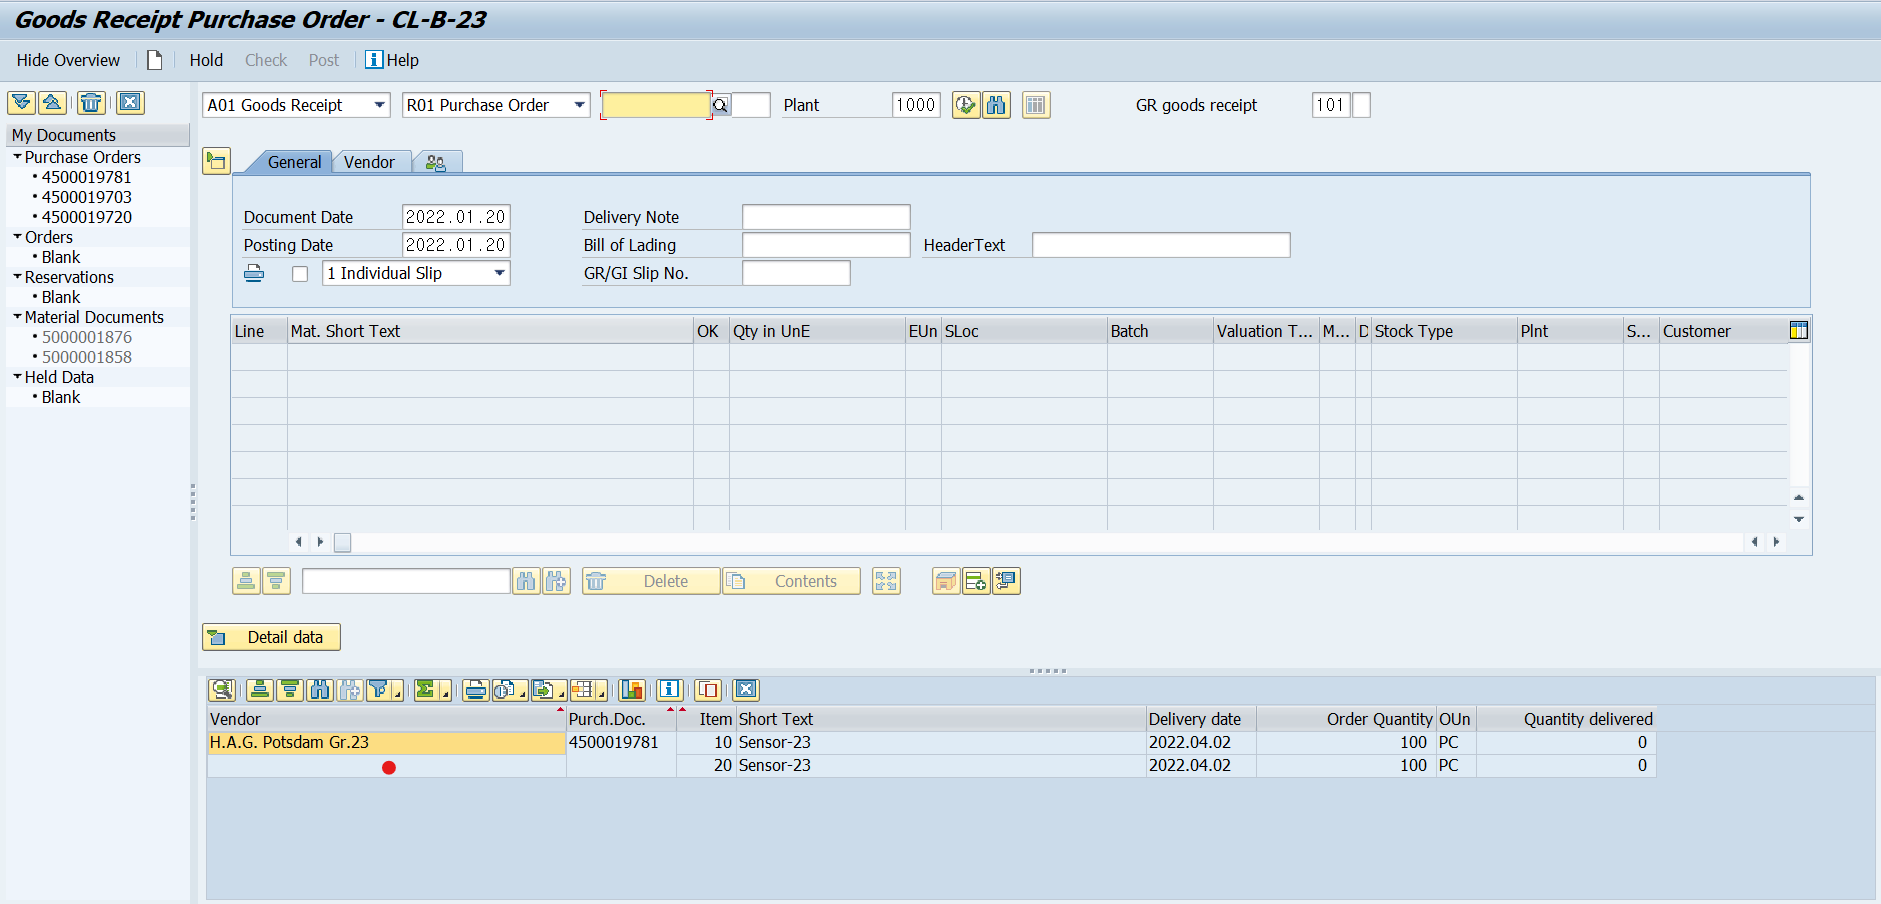 Goods Receipt Purchase Order - CL-B-23
Hide Overview Hold Check Post Help
A01 Goods Receipt R01 Purchase Order Plant 1000 GR goods receipt 101
My Documents
Purchase Orders
4500019781
4500019703
4500019720
Orders
Blank
Reservations
Blank
Material Documents
5000001876
5000001858
Held Data
Blank
General Vendor
Document Date 2022.01.20 Delivery Note
Posting Date 2022.01.20 Bill of Lading HeaderText
1 Individual Slip GR/GI Slip No.
Line Mat. Short Text OK Qty in UnE EUn SLoc Batch Valuation T... M... D Stock Type Plnt S... Customer
Delete Contents
Detail data
Vendor Purch.Doc. Item Short Text Delivery date Order Quantity OUn Quantity delivered
H.A.G. Potsdam Gr.23 4500019781 10 Sensor-23 2022.04.02 100 PC 0
20 Sensor-23 2022.04.02 100 PC 0